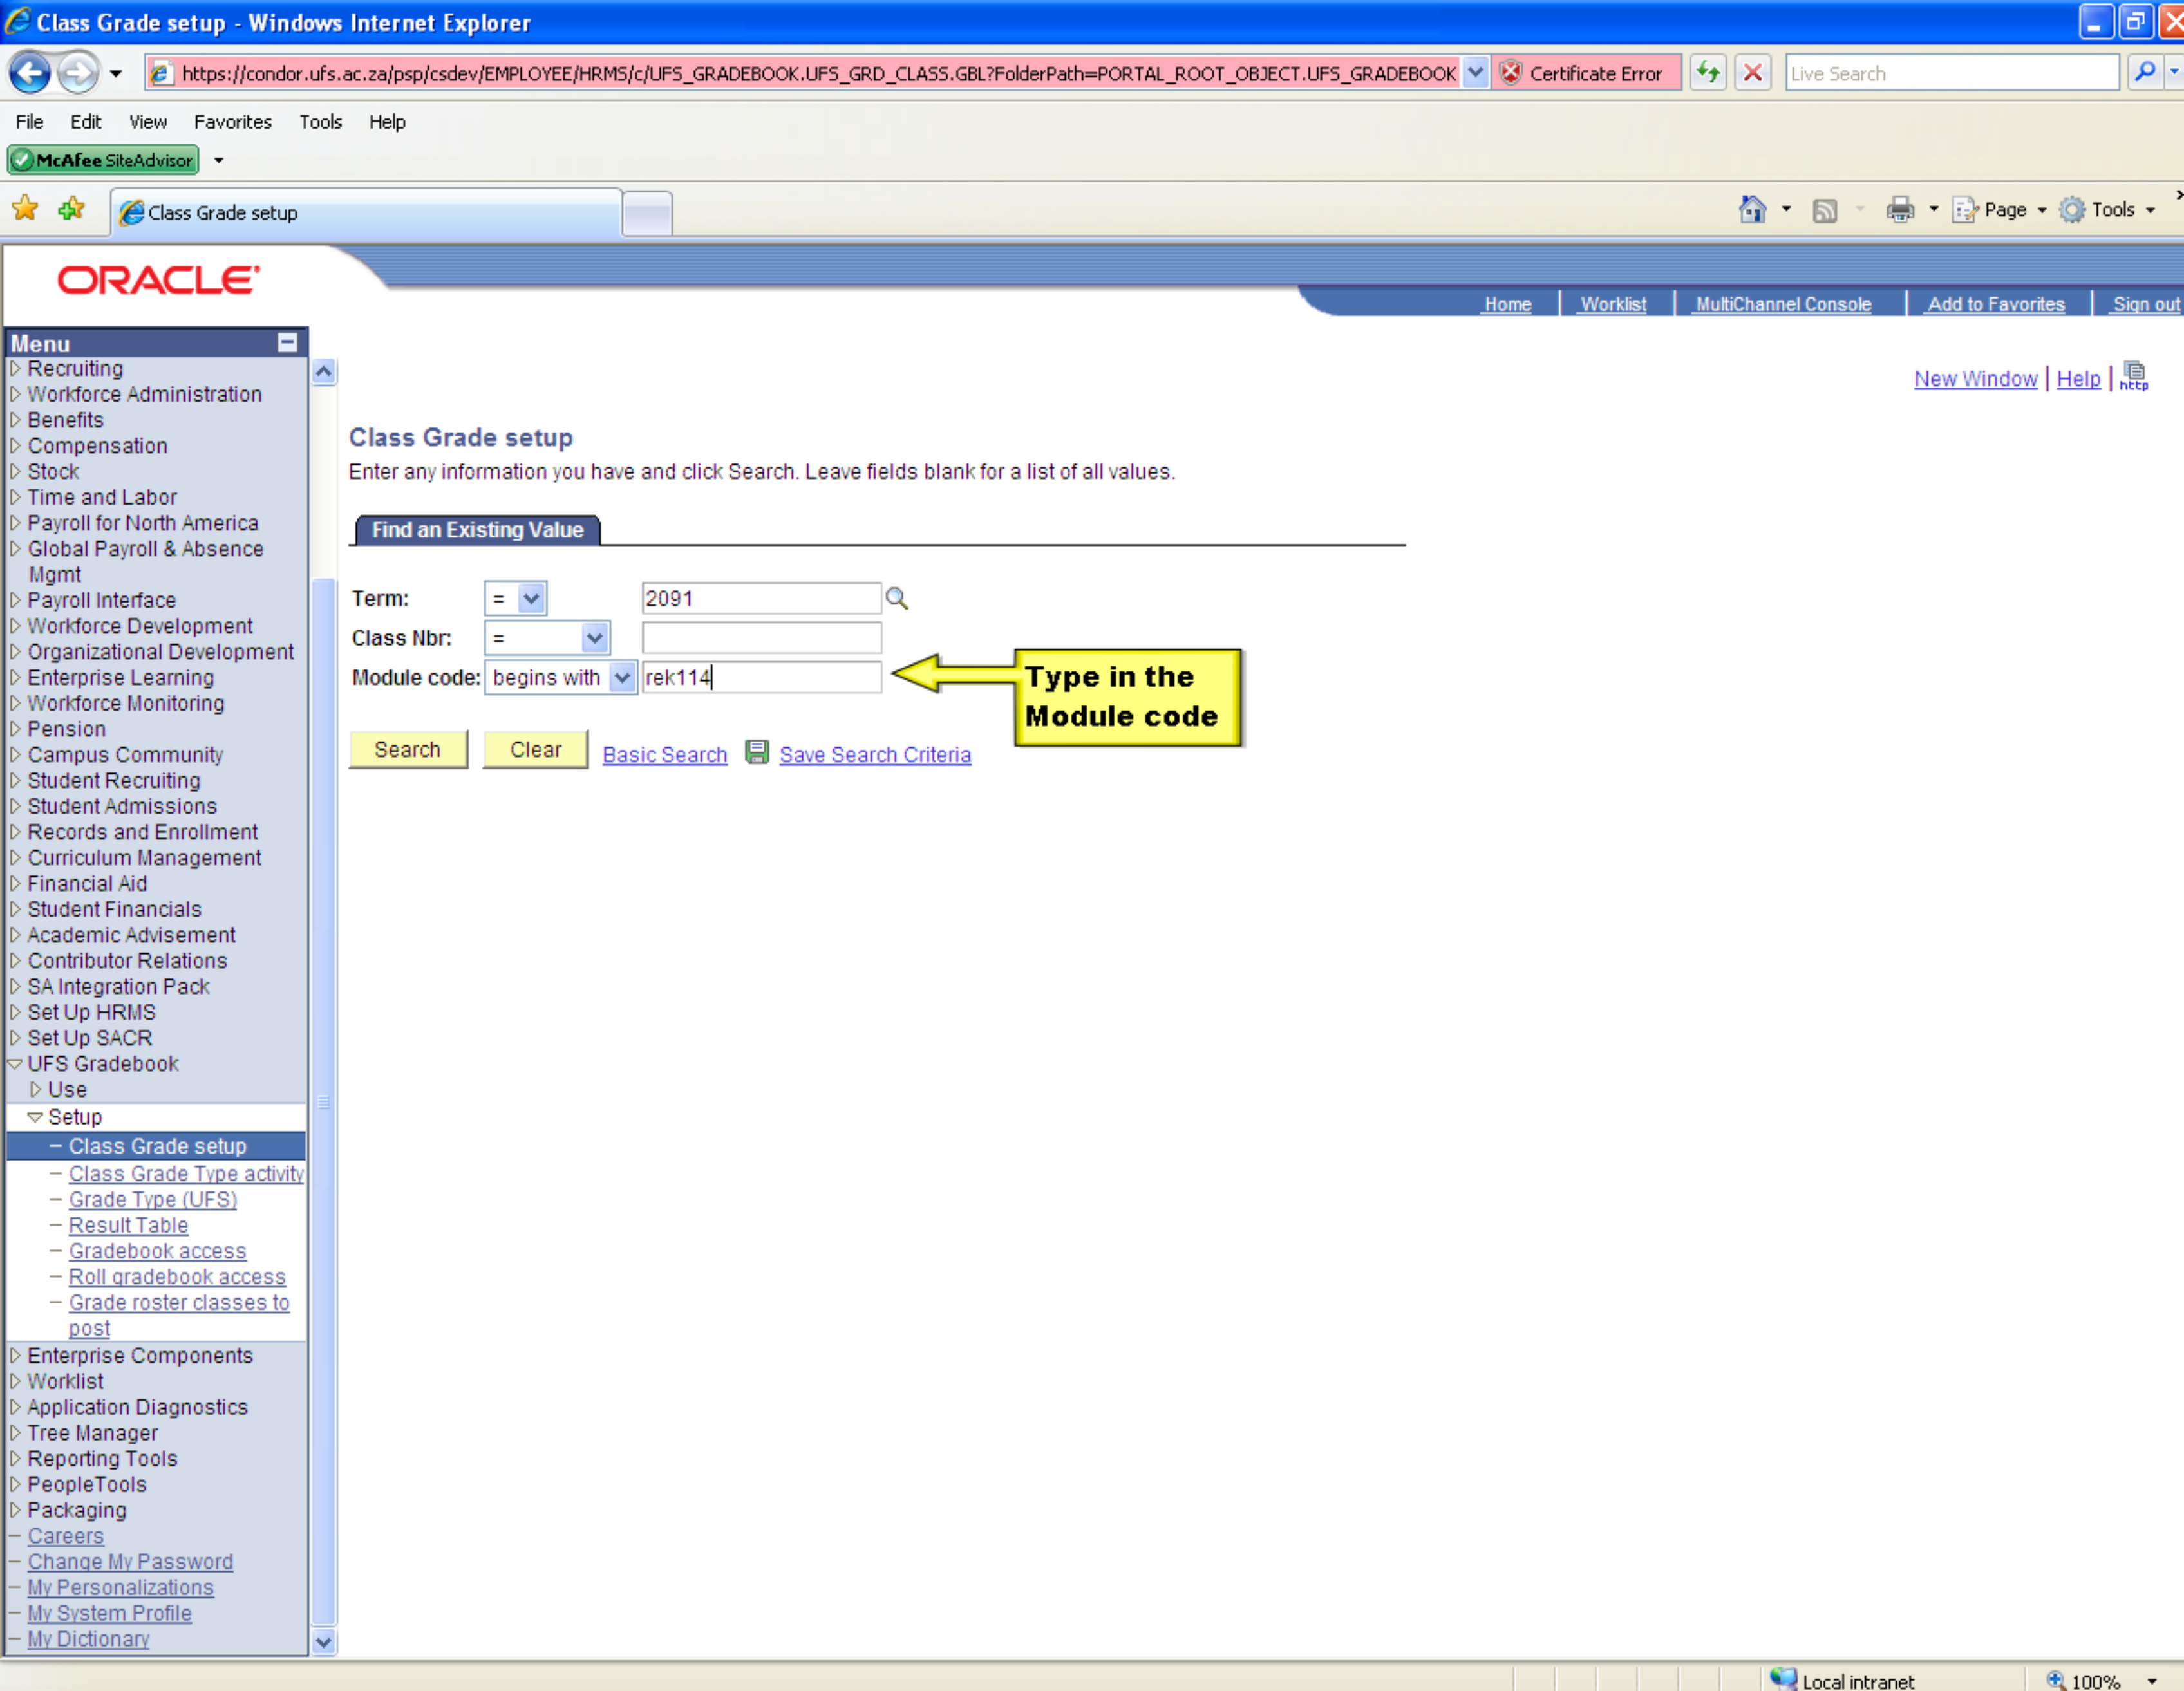 Class Grade setup - Windows Internet Explorer
https://condor.ufs.ac.za/psp/csdev/EMPLOYEE/HRMS/c/UFS_GRADEBOOK.UFS_GRD_CLASS.GBL?FolderPath=PORTAL_ROOT_OBJECT.UFS_GRADEBOOK Certificate Error Live Search
File Edit View Favorites Tools Help
McAfee SiteAdvisor
Class Grade setup Page Tools
ORACLE
Home Worklist MultiChannel Console Add to Favorites Sign out
New Window | Help | http
Menu
Recruiting
Workforce Administration
Benefits
Compensation
Stock
Time and Labor
Payroll for North America
Global Payroll & Absence
Mgmt
Payroll Interface
Workforce Development
Organizational Development
Enterprise Learning
Workforce Monitoring
Pension
Campus Community
Student Recruiting
Student Admissions
Records and Enrollment
Curriculum Management
Financial Aid
Student Financials
Academic Advisement
Contributor Relations
SA Integration Pack
Set Up HRMS
Set Up SACR
UFS Gradebook
Use
Setup
– Class Grade setup
– Class Grade Type activity
– Grade Type (UFS)
– Result Table
– Gradebook access
– Roll gradebook access
– Grade roster classes to
post
Enterprise Components
Worklist
Application Diagnostics
Tree Manager
Reporting Tools
PeopleTools
Packaging
– Careers
– Change My Password
– My Personalizations
– My System Profile
– My Dictionary
Class Grade setup
Enter any information you have and click Search. Leave fields blank for a list of all values.
Find an Existing Value
Term: = 2091
Class Nbr: =
Module code: begins with rek114
Type in the
Module code
Search Clear Basic Search Save Search Criteria
Local intranet 100%